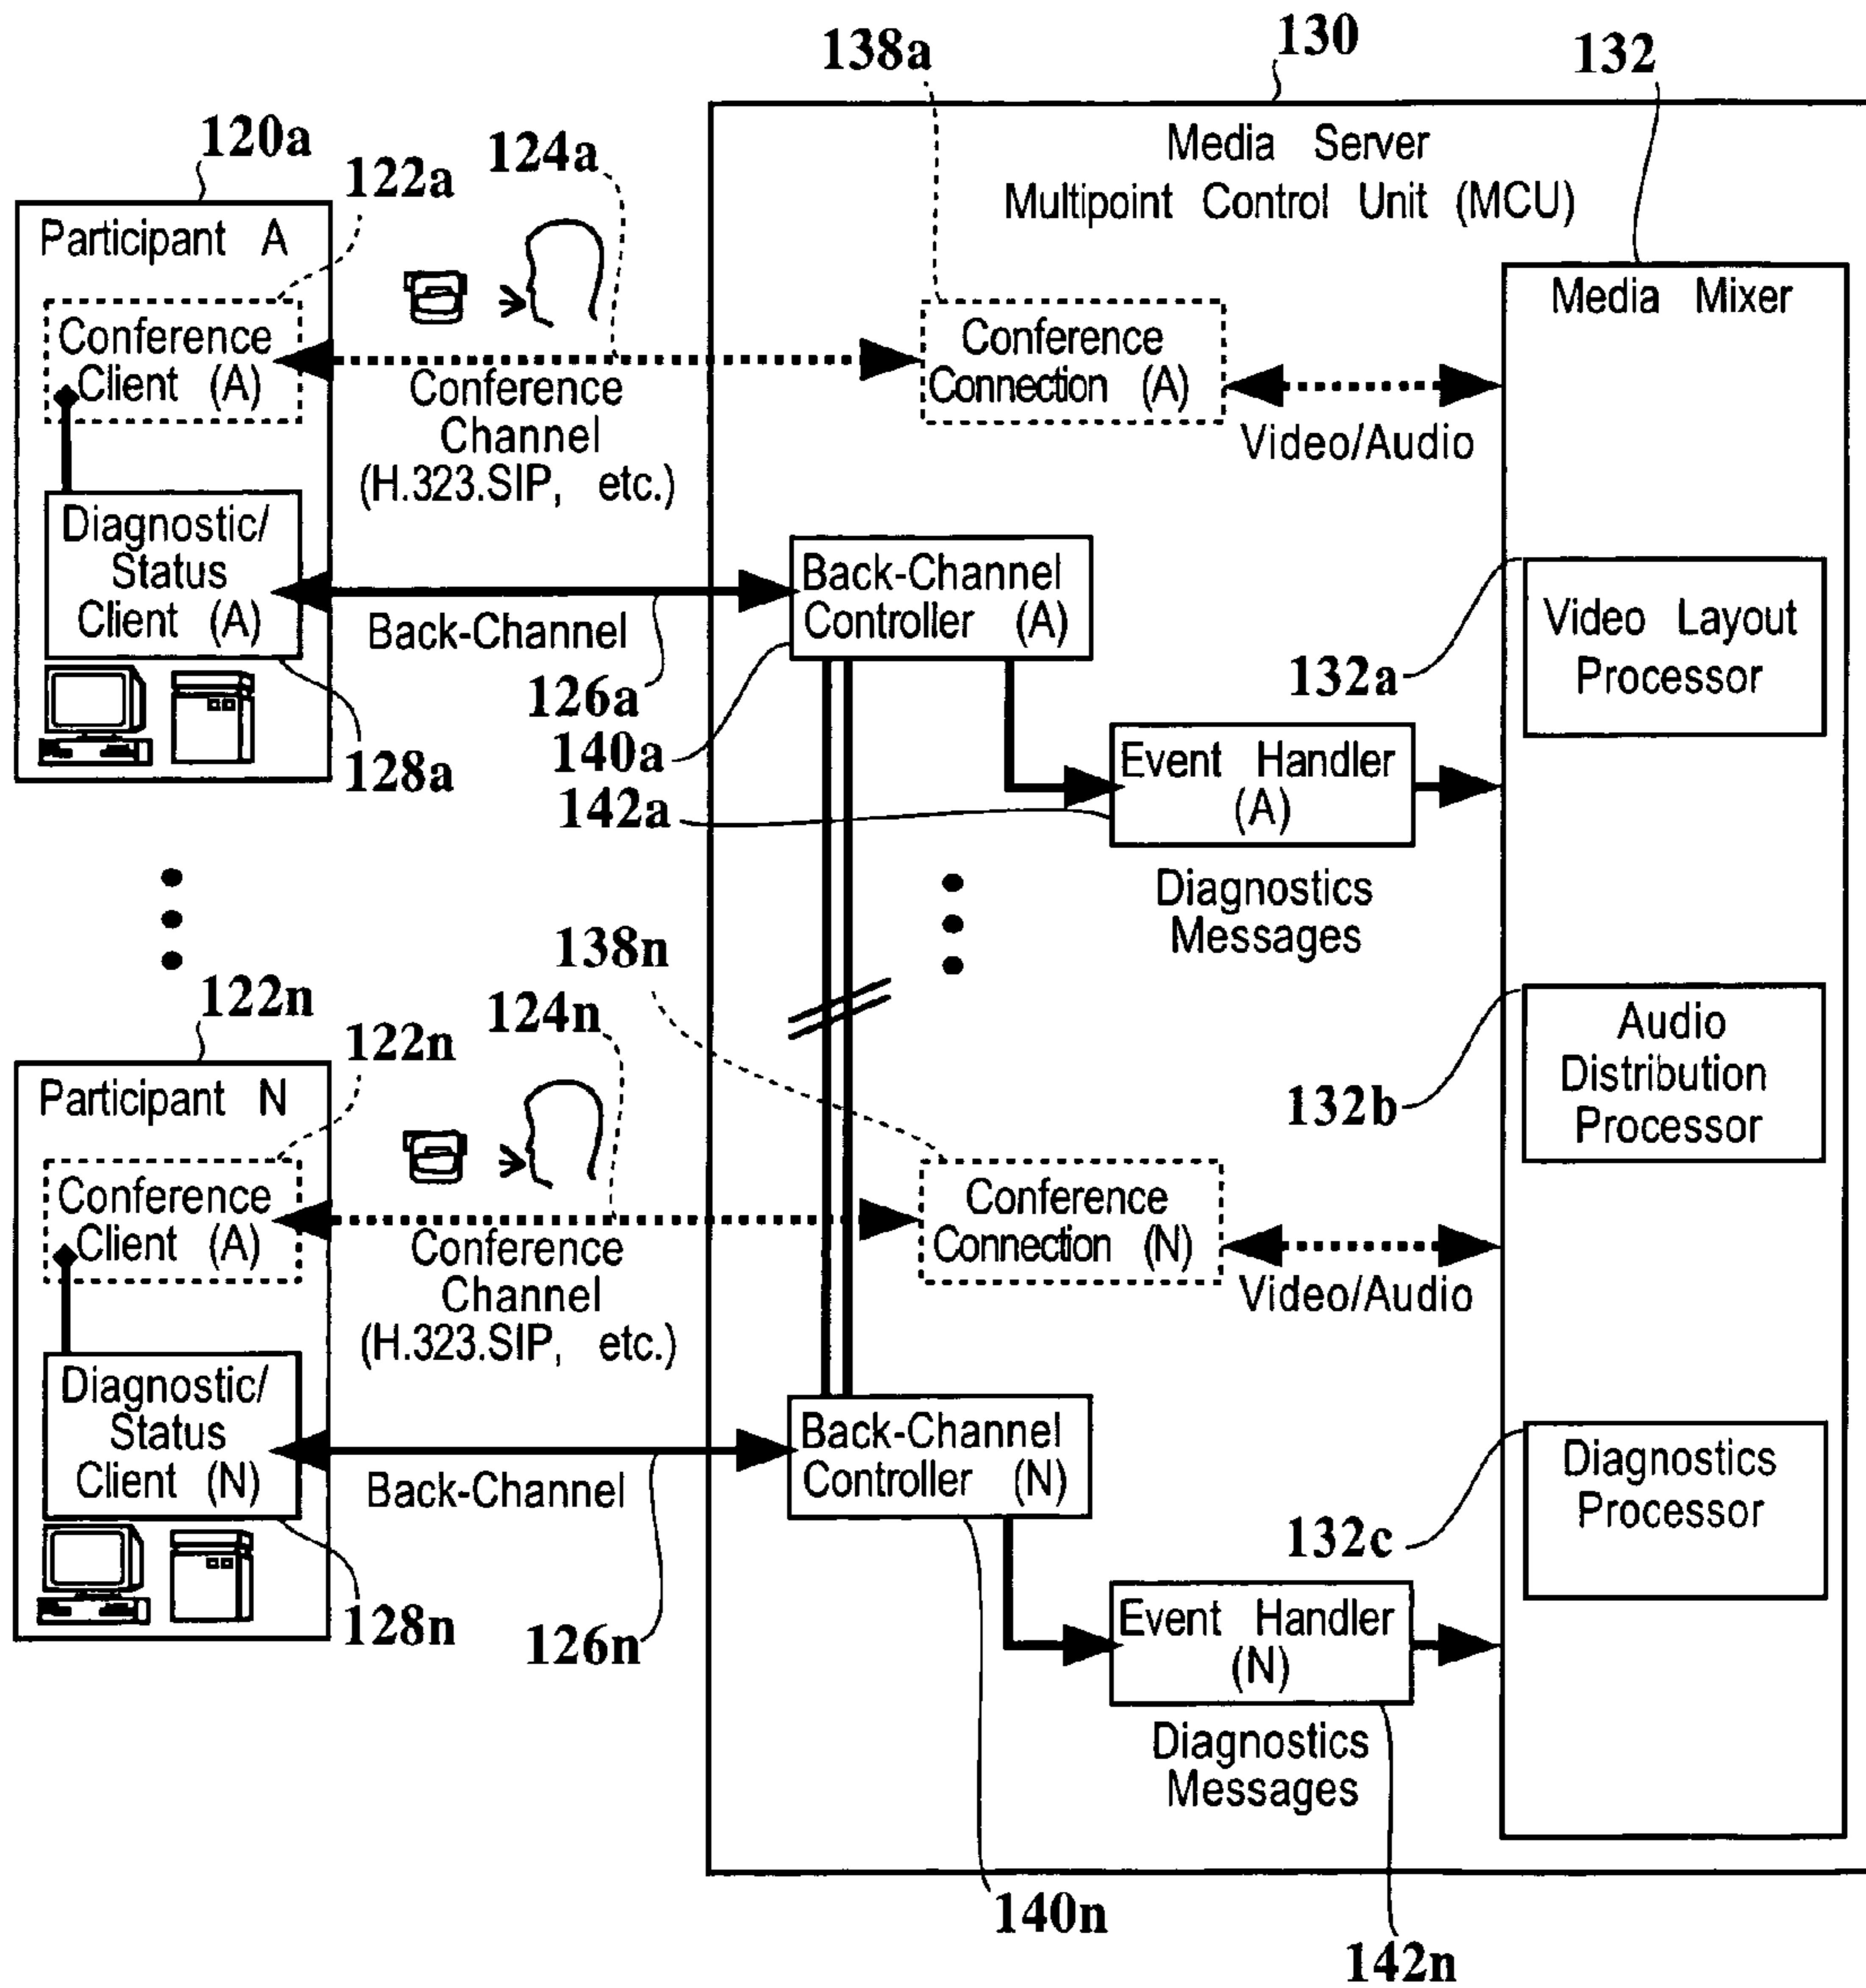 130
138a
132
120a
122a
124a
Media Server
Multipoint Control Unit (MCU)
Participant A
Media Mixer
Conference
Client (A)
Conference
Channel
(H.323.SIP, etc.)
Conference
Connection (A)
Video/Audio
Diagnostic/
Status
Client (A)
Back-Channel
Back-Channel
Controller (A)
126a
140a
142a
128a
132a
Video Layout
Processor
Event Handler
(A)
Diagnostics
Messages
138n
122n
122n
124n
Audio
Distribution
Processor
132b
Participant N
Conference
Client (A)
Conference
Channel
(H.323.SIP, etc.)
Conference
Connection (N)
Video/Audio
Diagnostic/
Status
Client (N)
Back-Channel
Back-Channel
Controller (N)
Diagnostics
Processor
132c
128n
126n
Event Handler
(N)
Diagnostics
Messages
140n
142n